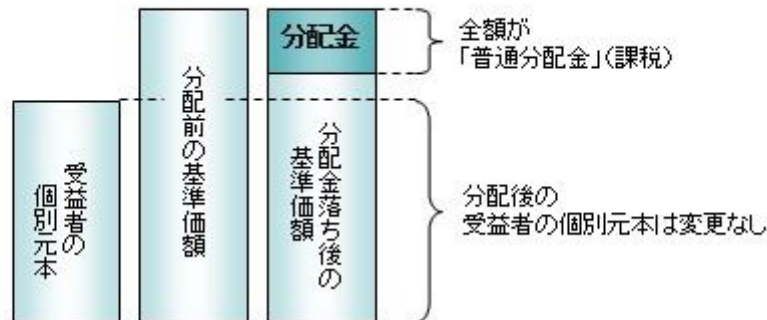 受益者の
個別元本
分配前の基準価額
分配金
分配金落ち後の
基準価額
全額が
「普通分配金」(課税)
分配後の
受益者の個別元本は変更なし